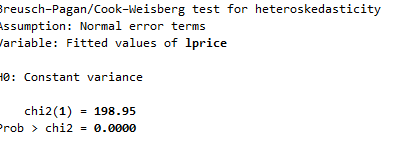 Breusch-Pagan/Cook-Weisberg test for heteroskedasticity
Assumption: Normal error terms
Variable: Fitted values of lprice
H0: Constant variance
chi2(1) = 198.95
Prob > chi2 = 0.0000